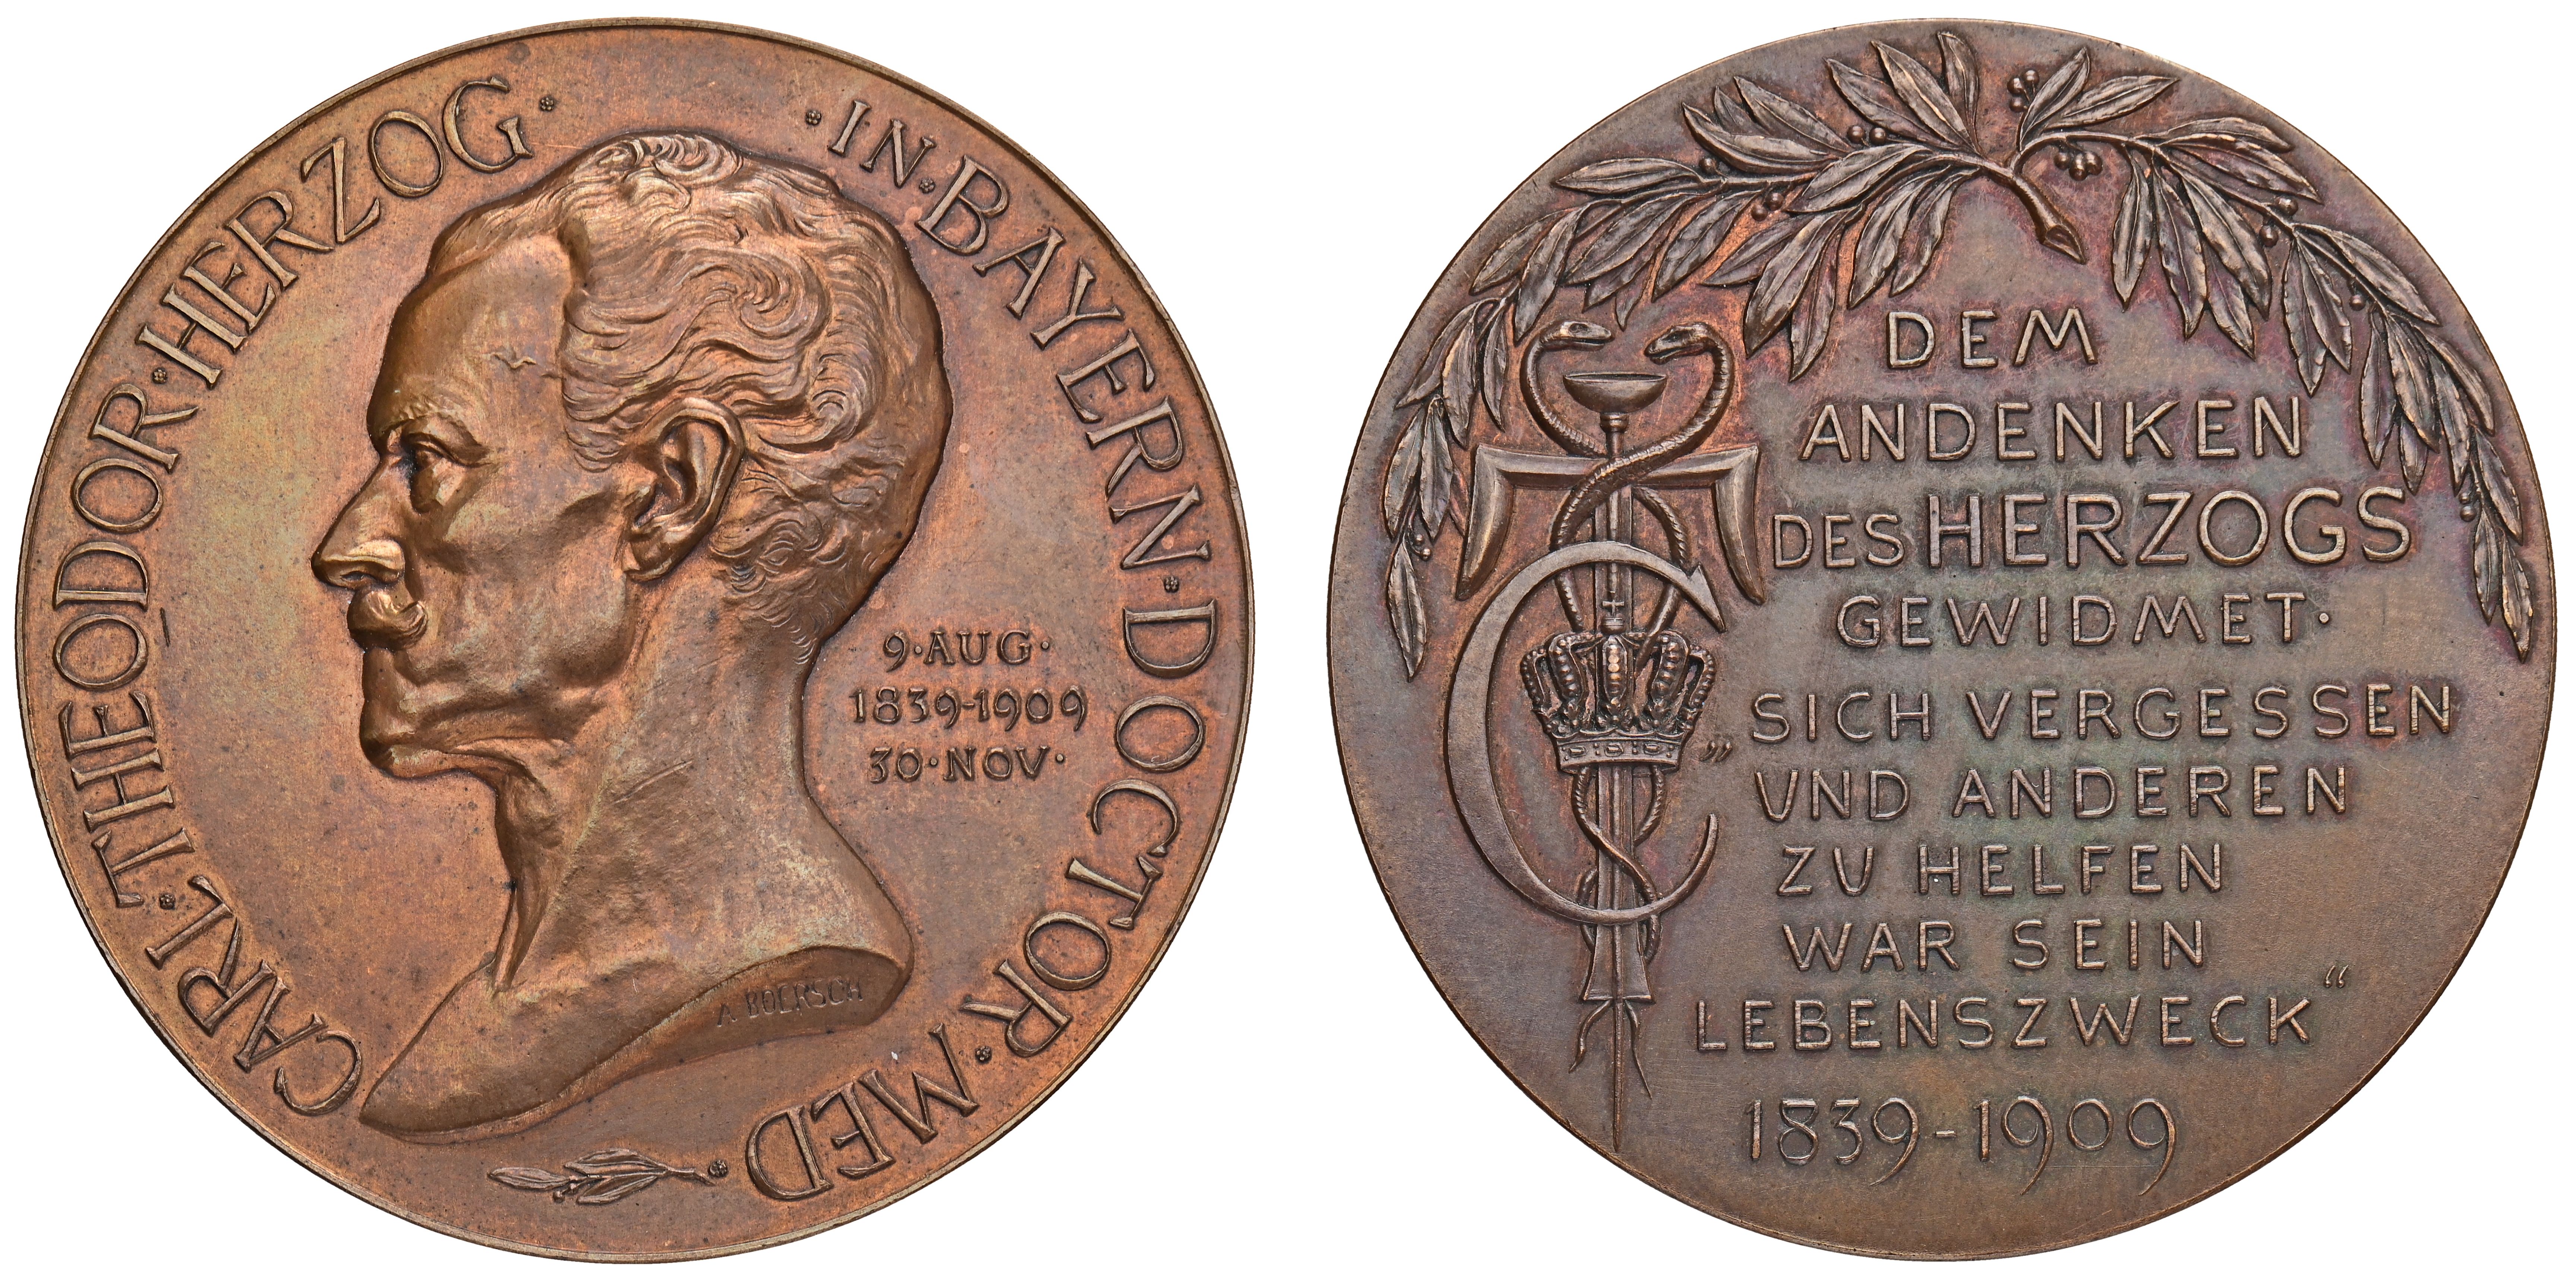 CARL · THEODOR · HERZOG · · IN · BAYERN · DOCTOR · MED ·
9 · AUG ·
1839-1909
30 · NOV ·
A BOERSCH
DEM
ANDENKEN
DES HERZOGS
GEWIDMET ·
„SICH VERGESSEN
UND ANDEREN
ZU HELFEN
WAR SEIN
LEBENSZWECK“
1839-1909